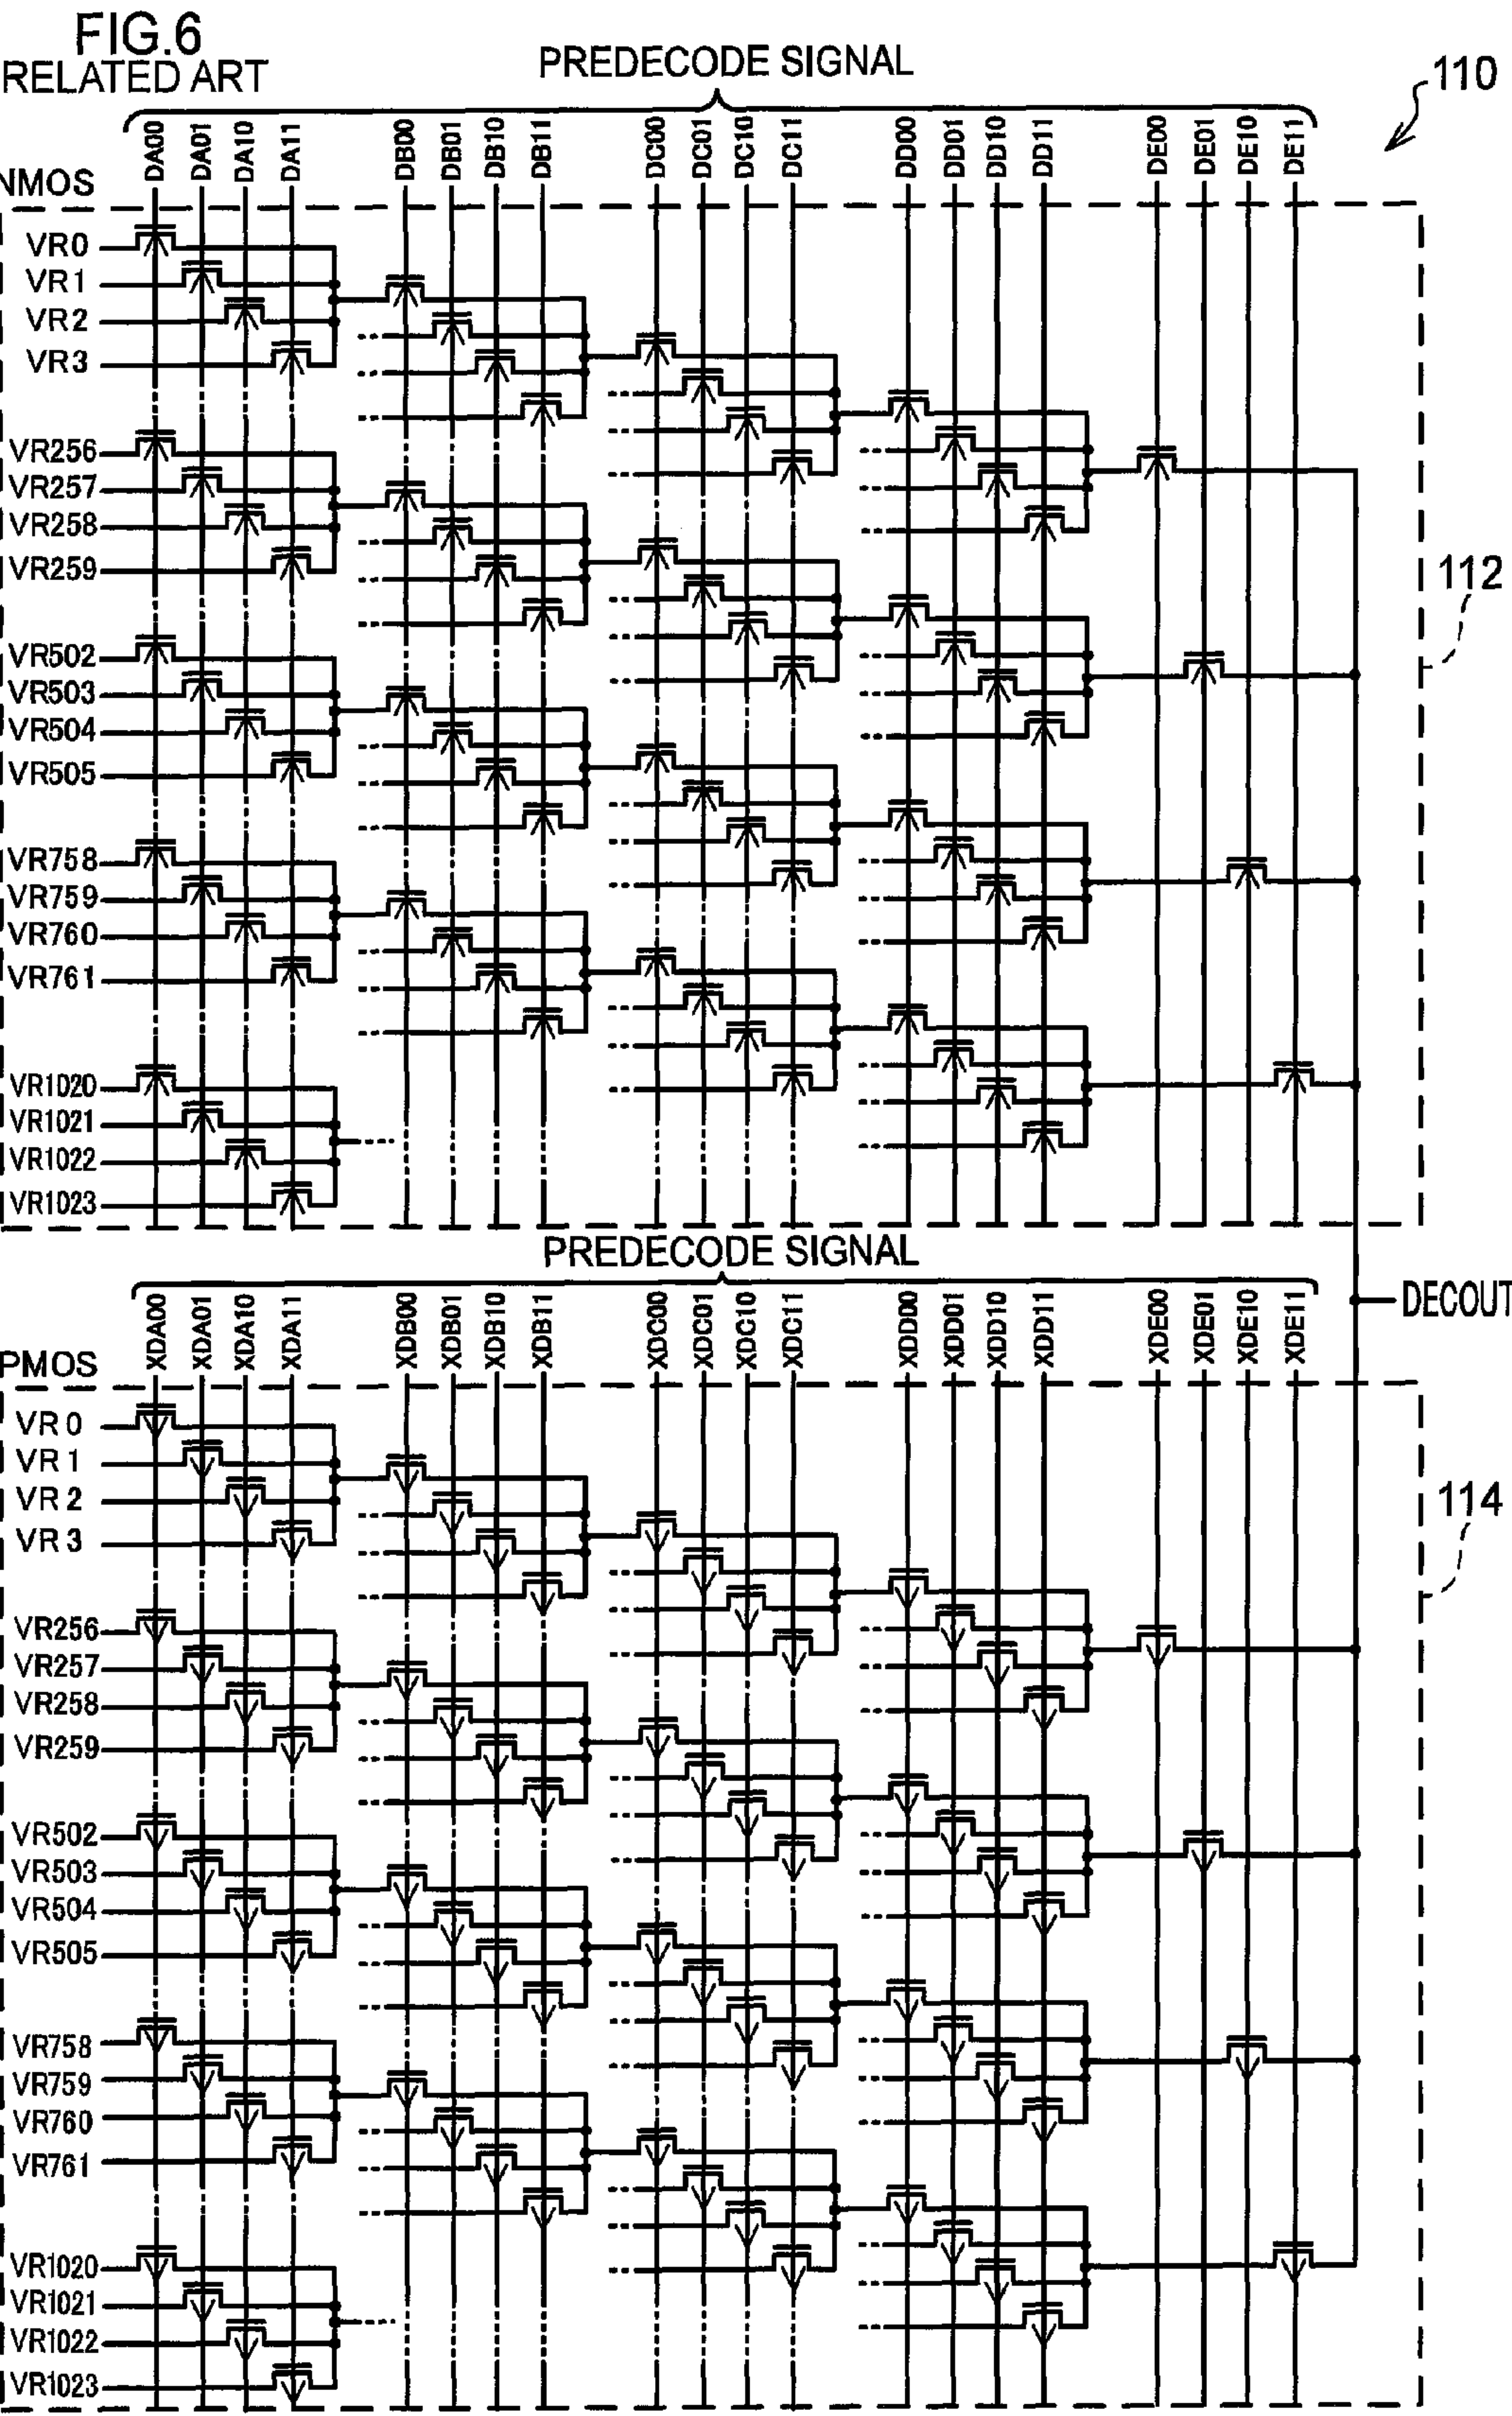 FIG.6
RELATED ART
PREDECODE SIGNAL
110
DA00 DA01 DA10 DA11 DB00 DB01 DB10 DB11 DC00 DC01 DC10 DC11 DD00 DD01 DD10 DD11 DE00 DE01 DE10 DE11
NMOS
VR0
VR1
VR2
VR3
VR256
VR257
VR258
VR259
112
VR502
VR503
VR504
VR505
VR758
VR759
VR760
VR761
VR1020
VR1021
VR1022
VR1023
PREDECODE SIGNAL
DECOUT
XDA00 XDA01 XDA10 XDA11 XDB00 XDB01 XDB10 XDB11 XDC00 XDC01 XDC10 XDC11 XDD00 XDD01 XDD10 XDD11 XDE00 XDE01 XDE10 XDE11
PMOS
VR0
VR1
VR2
VR3
114
VR256
VR257
VR258
VR259
VR502
VR503
VR504
VR505
VR758
VR759
VR760
VR761
VR1020
VR1021
VR1022
VR1023